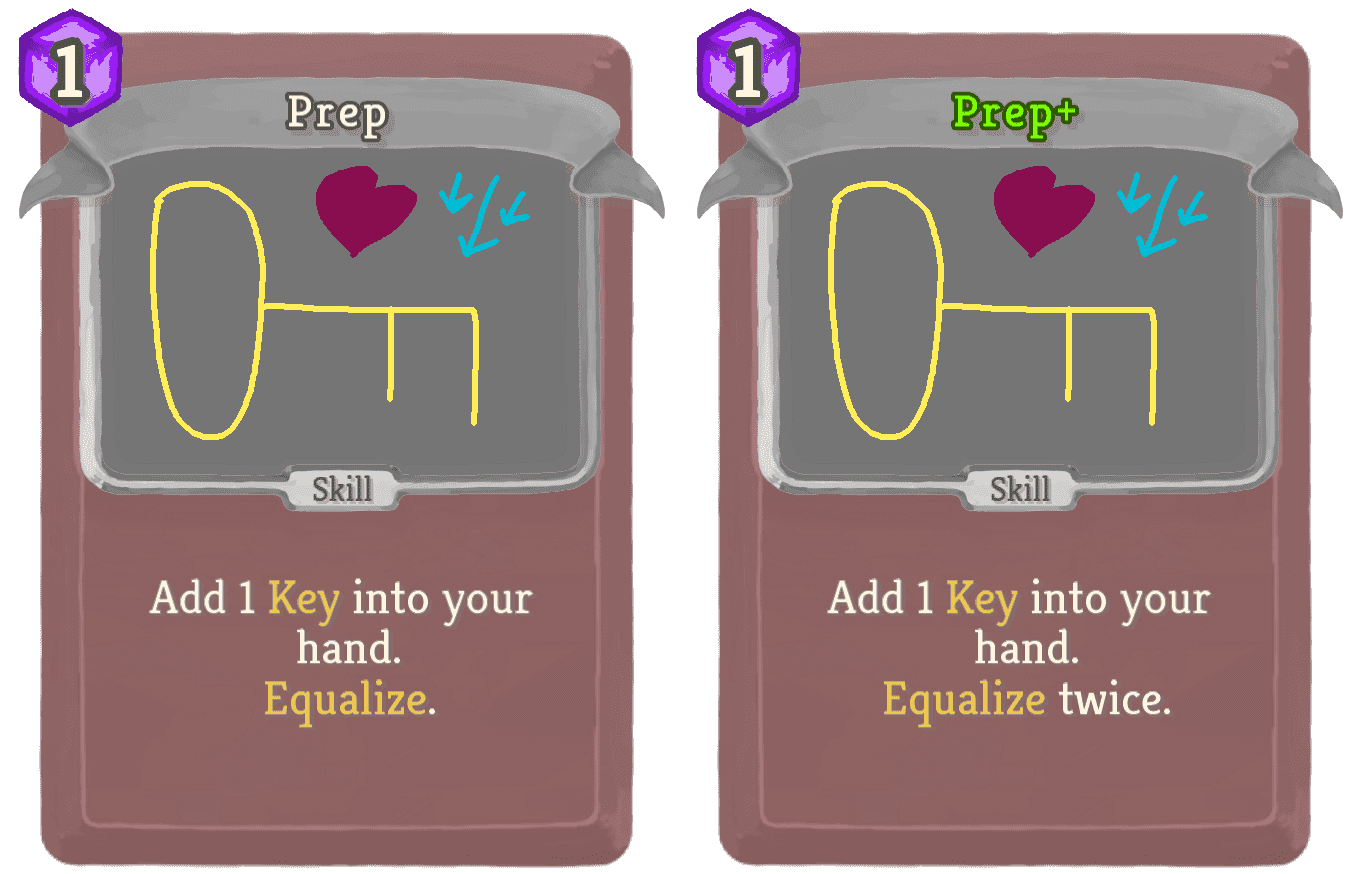 1
Prep
Skill
Add 1 Key into your
hand.
Equalize.
1
Prep+
Skill
Add 1 Key into your
hand.
Equalize twice.